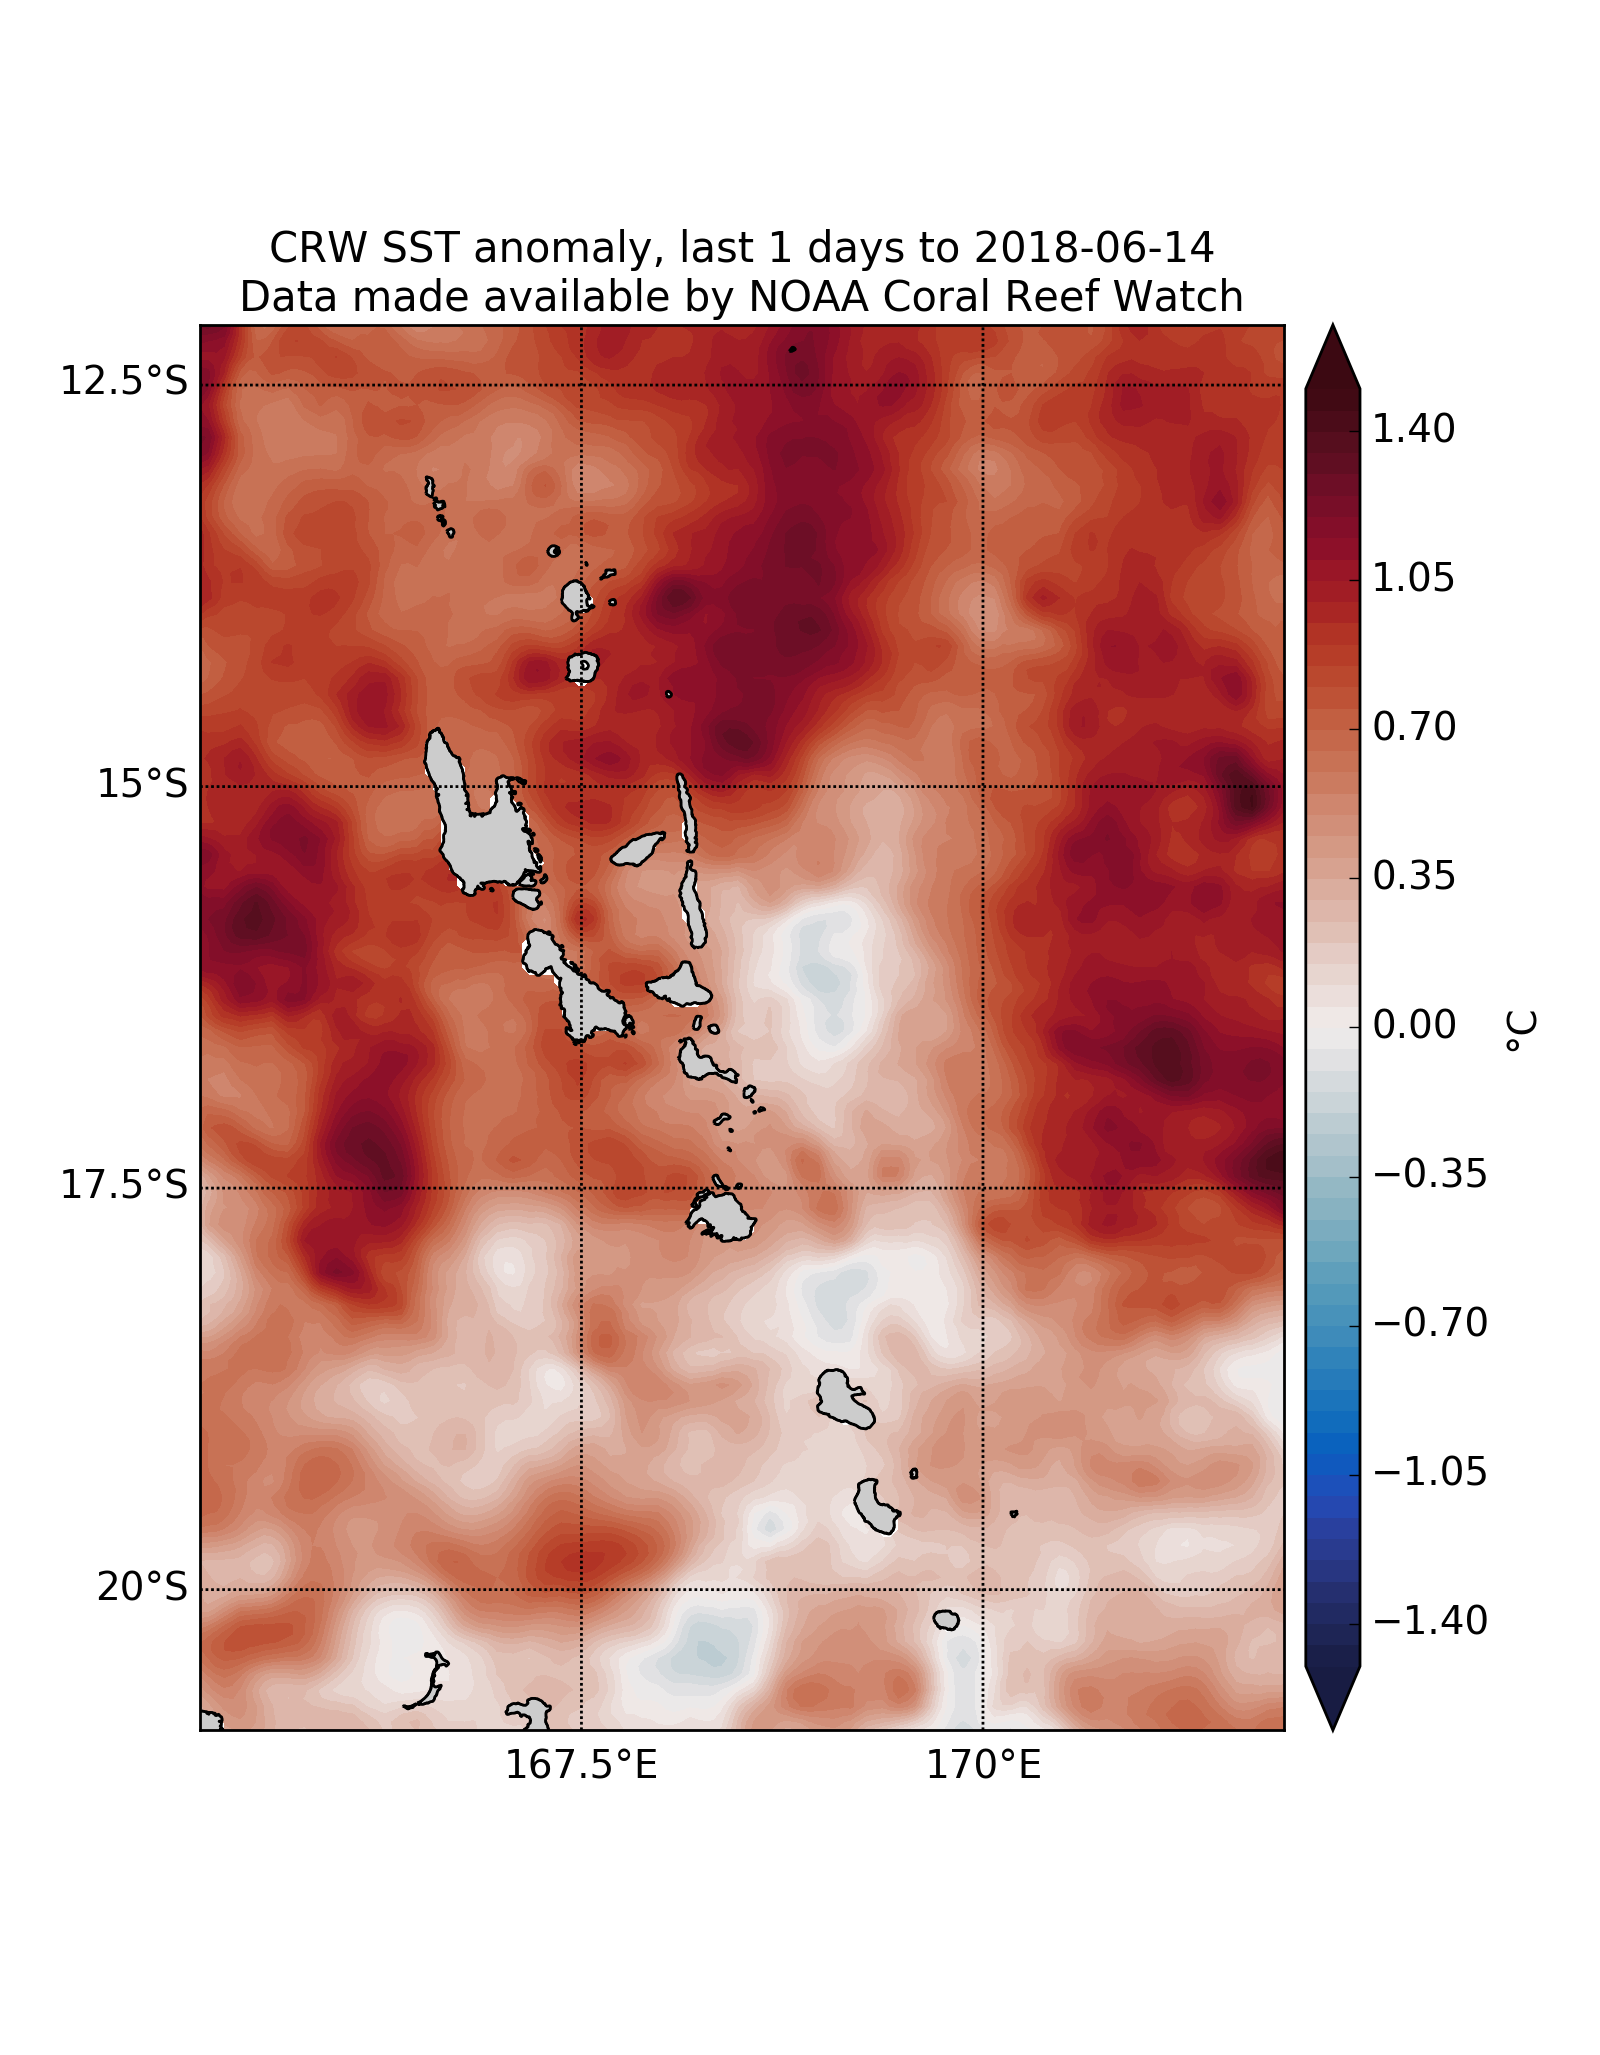 CRW SST anomaly, last 1 days to 2018-06-14
Data made available by NOAA Coral Reef Watch
12.5°S
15°S
17.5°S
20°S
167.5°E
170°E
1.40
1.05
0.70
0.35
0.00
−0.35
−0.70
−1.05
−1.40
°C